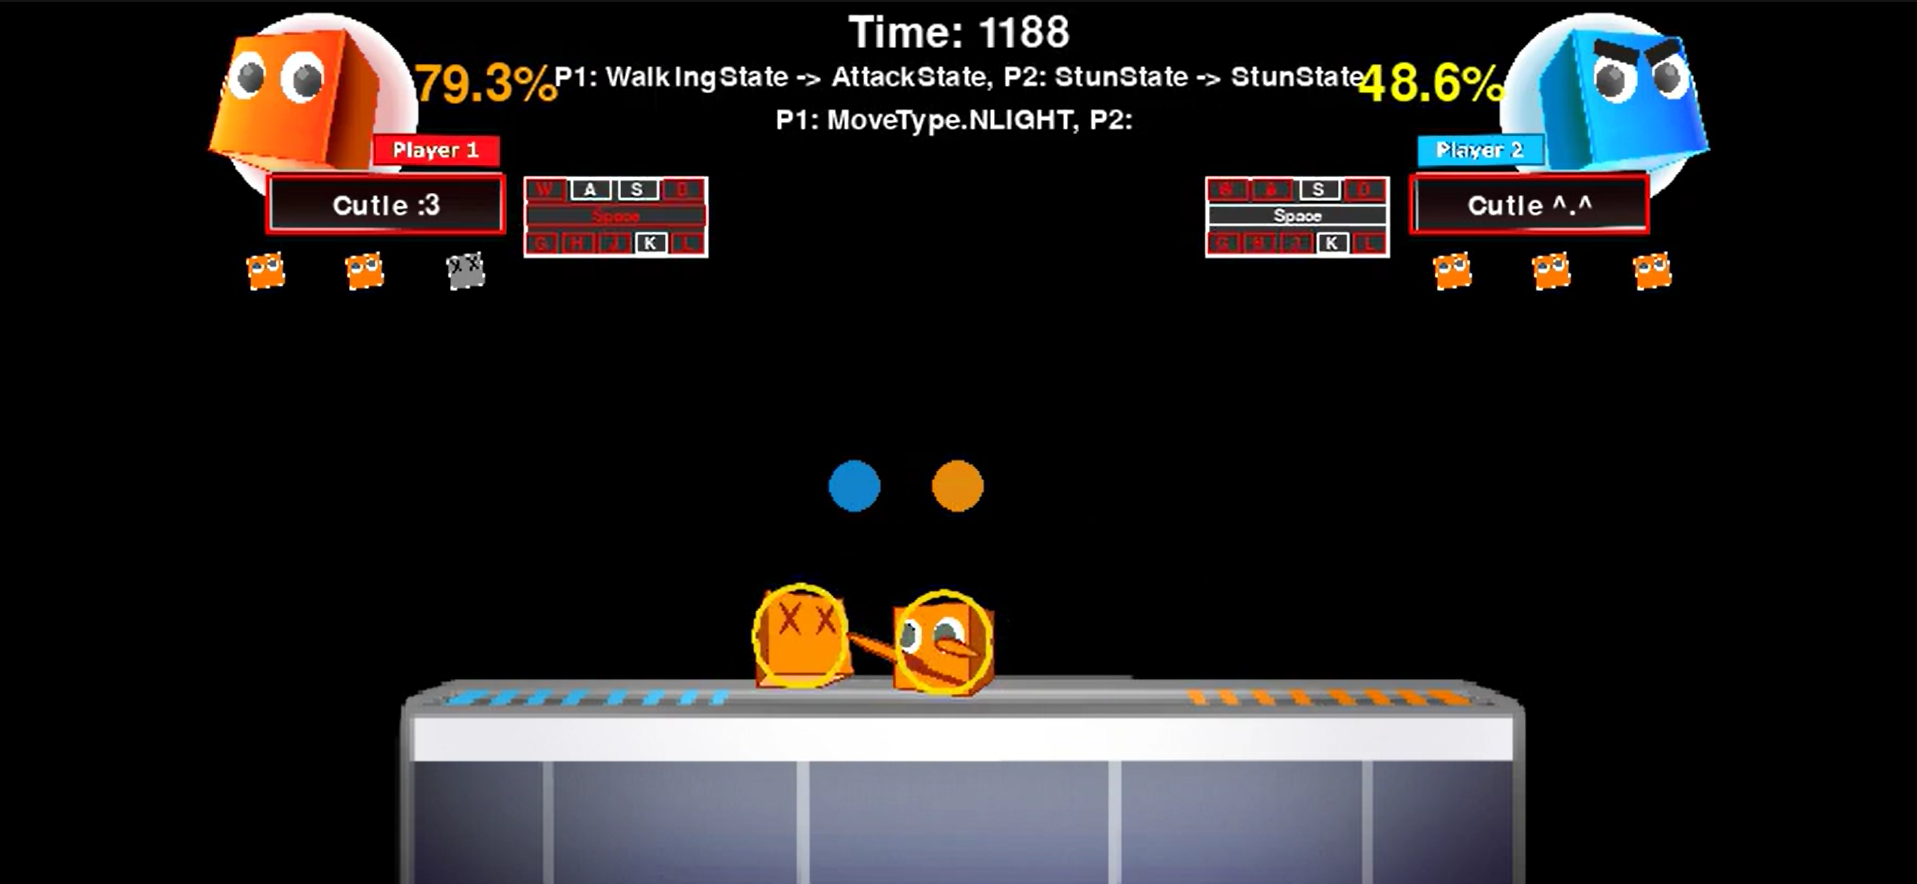 Time: 1188
79.3%
P1: WalkingState -> AttackState, P2: StunState -> StunState
48.6%
P1: MoveType.NLIGHT, P2:
Player 1
Player 2
Cutie :3
Cutie ^.^
W A S D
Space
G H J K L
W A S D
Space
G H J K L